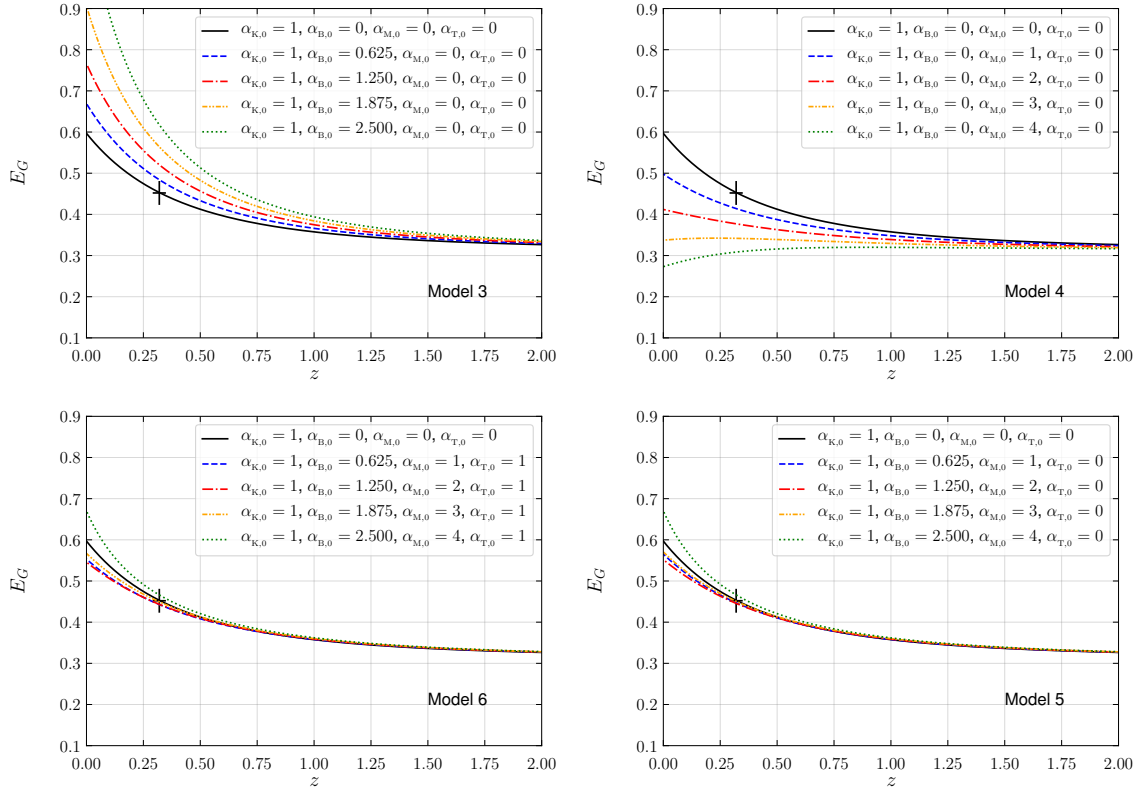 α_K,0 = 1, α_B,0 = 0, α_M,0 = 0, α_T,0 = 0
α_K,0 = 1, α_B,0 = 0.625, α_M,0 = 0, α_T,0 = 0
α_K,0 = 1, α_B,0 = 1.250, α_M,0 = 0, α_T,0 = 0
α_K,0 = 1, α_B,0 = 1.875, α_M,0 = 0, α_T,0 = 0
α_K,0 = 1, α_B,0 = 2.500, α_M,0 = 0, α_T,0 = 0
0.9
0.8
0.7
0.6
0.5
0.4
0.3
0.2
0.1
E_G
Model 3
0.00 0.25 0.50 0.75 1.00 1.25 1.50 1.75 2.00
z
α_K,0 = 1, α_B,0 = 0, α_M,0 = 0, α_T,0 = 0
α_K,0 = 1, α_B,0 = 0, α_M,0 = 1, α_T,0 = 0
α_K,0 = 1, α_B,0 = 0, α_M,0 = 2, α_T,0 = 0
α_K,0 = 1, α_B,0 = 0, α_M,0 = 3, α_T,0 = 0
α_K,0 = 1, α_B,0 = 0, α_M,0 = 4, α_T,0 = 0
0.9
0.8
0.7
0.6
0.5
0.4
0.3
0.2
0.1
E_G
Model 4
0.00 0.25 0.50 0.75 1.00 1.25 1.50 1.75 2.00
z
α_K,0 = 1, α_B,0 = 0, α_M,0 = 0, α_T,0 = 0
α_K,0 = 1, α_B,0 = 0.625, α_M,0 = 1, α_T,0 = 1
α_K,0 = 1, α_B,0 = 1.250, α_M,0 = 2, α_T,0 = 1
α_K,0 = 1, α_B,0 = 1.875, α_M,0 = 3, α_T,0 = 1
α_K,0 = 1, α_B,0 = 2.500, α_M,0 = 4, α_T,0 = 1
0.9
0.8
0.7
0.6
0.5
0.4
0.3
0.2
0.1
E_G
Model 6
0.00 0.25 0.50 0.75 1.00 1.25 1.50 1.75 2.00
z
α_K,0 = 1, α_B,0 = 0, α_M,0 = 0, α_T,0 = 0
α_K,0 = 1, α_B,0 = 0.625, α_M,0 = 1, α_T,0 = 0
α_K,0 = 1, α_B,0 = 1.250, α_M,0 = 2, α_T,0 = 0
α_K,0 = 1, α_B,0 = 1.875, α_M,0 = 3, α_T,0 = 0
α_K,0 = 1, α_B,0 = 2.500, α_M,0 = 4, α_T,0 = 0
0.9
0.8
0.7
0.6
0.5
0.4
0.3
0.2
0.1
E_G
Model 5
0.00 0.25 0.50 0.75 1.00 1.25 1.50 1.75 2.00
z